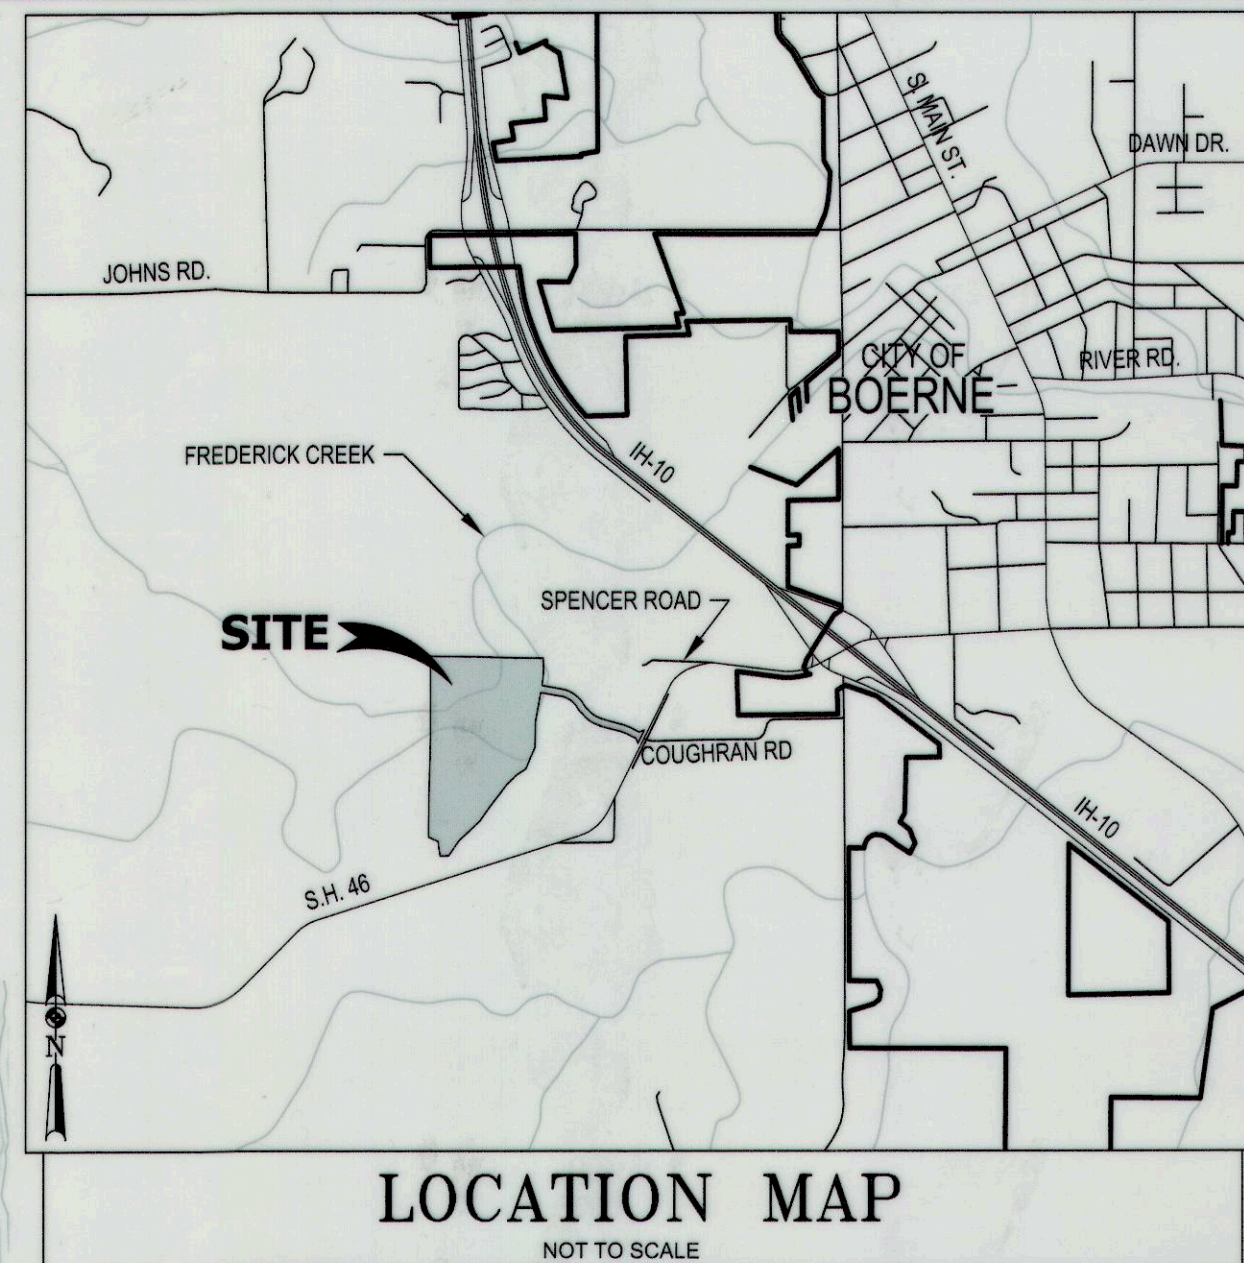 S. MAIN ST.
DAWN DR.
JOHNS RD.
CITY OF
BOERNE
RIVER RD.
FREDERICK CREEK
IH-10
SPENCER ROAD
SITE
COUGHRAN RD
IH-10
S.H. 46
N
LOCATION MAP
NOT TO SCALE